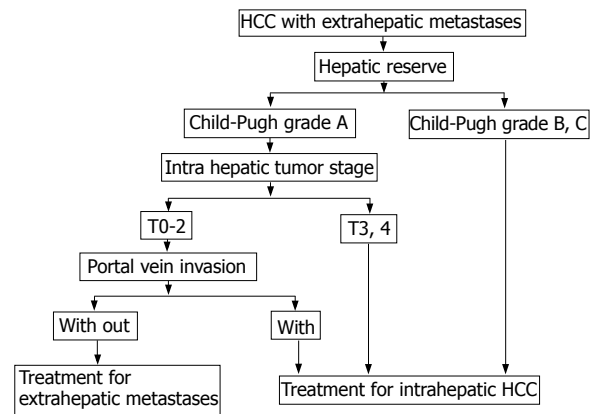 HCC with extrahepatic metastases
Hepatic reserve
Child-Pugh grade A
Child-Pugh grade B, C
Intra hepatic tumor stage
T0-2
T3, 4
Portal vein invasion
With out
With
Treatment for
extrahepatic metastases
Treatment for intrahepatic HCC